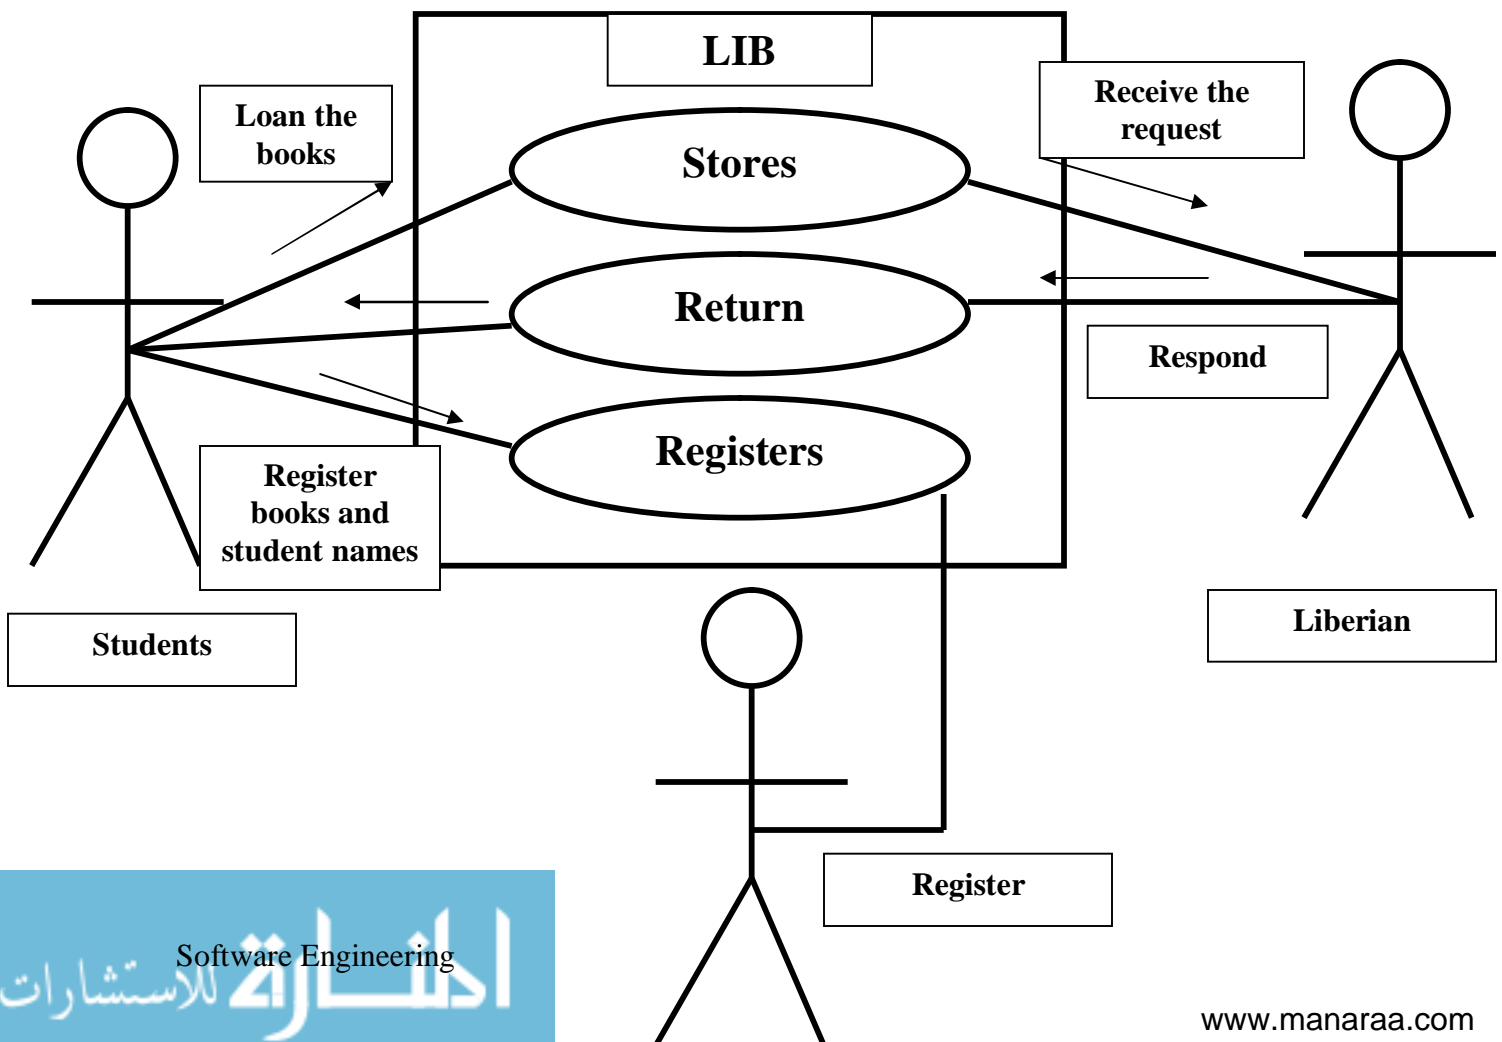 LIB
Loan the
books
Receive the
request
Stores
Return
Respond
Registers
Register
books and
student names
Students
Liberian
Register
Software Engineering
المنارة
للاستشارات
www.manaraa.com